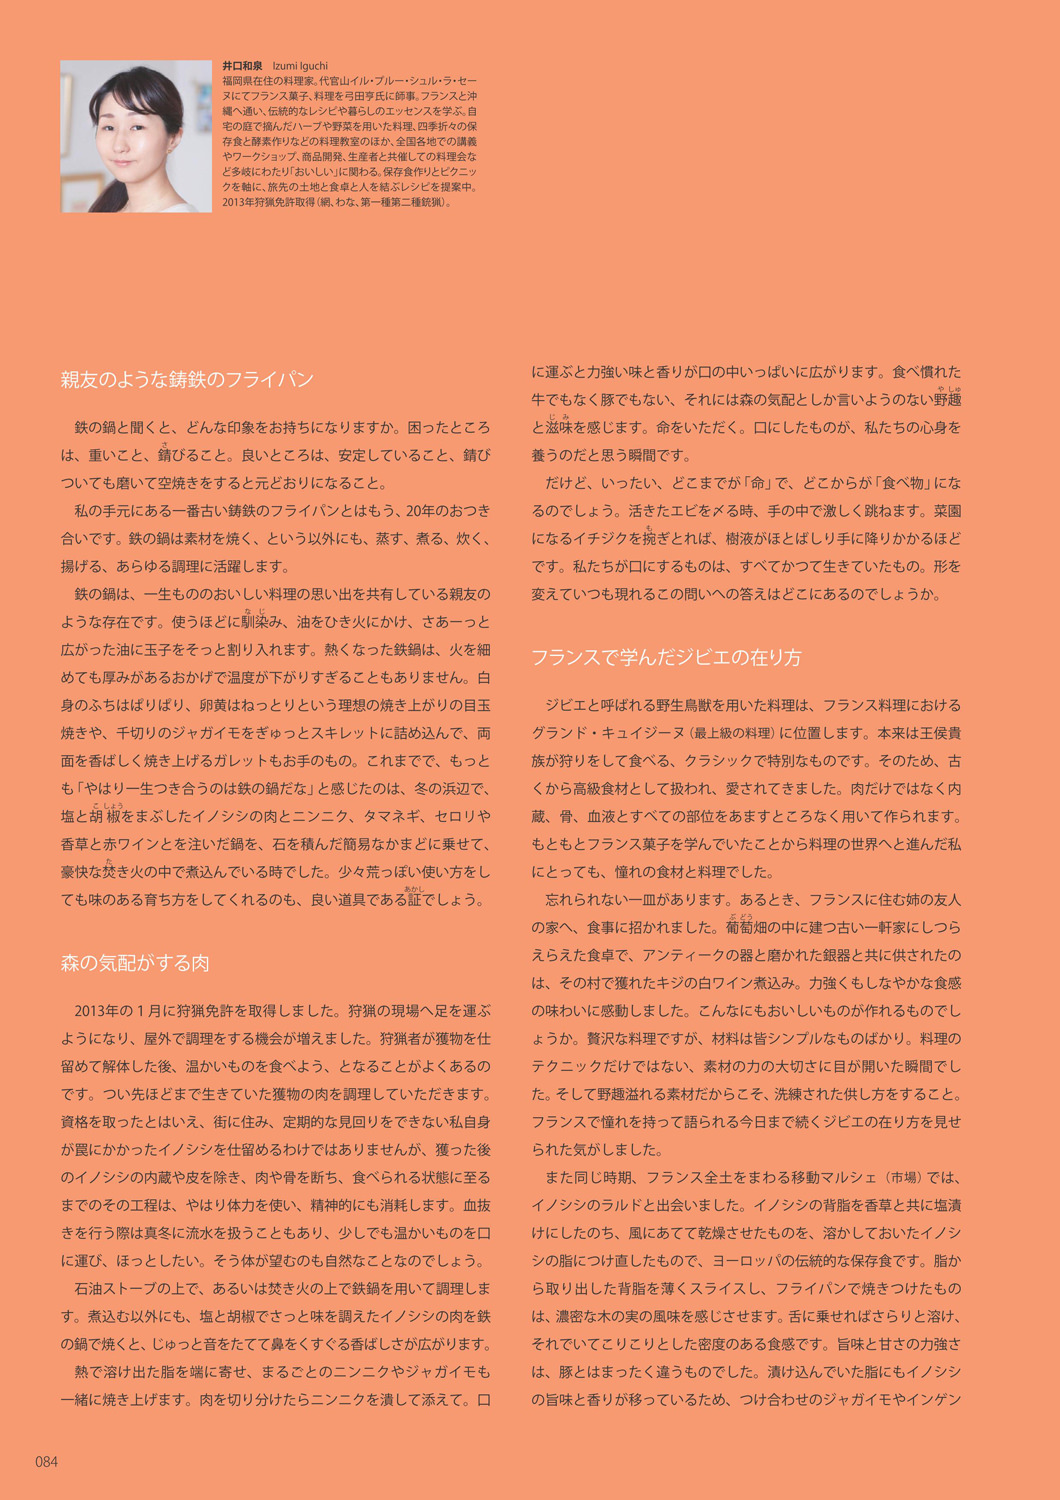 井口和泉　Izumi Iguchi
福岡県在住の料理家。代官山イル・プルー・シュル・ラ・セー
ヌにてフランス菓子、料理を弓田亨氏に師事。フランスと沖
縄へ通い、伝統的なレシピや暮らしのエッセンスを学ぶ。自
宅の庭で摘んだハーブや野菜を用いた料理、四季折々の保
存食と酵素作りなどの料理教室のほか、全国各地での講義
やワークショップ、商品開発、生産者と共催しての料理会な
ど多岐にわたり「おいしい」に関わる。保存食作りとピクニッ
クを軸に、旅先の土地と食卓と人を結ぶレシピを提案中。
2013年狩猟免許取得（網、わな、第一種第二種銃猟）。
親友のような鋳鉄のフライパン
鉄の鍋と聞くと、どんな印象をお持ちになりますか。困ったところ
は、重いこと、錆びること。良いところは、安定していること、錆び
ついても磨いて空焼きをすると元どおりになること。
私の手元にある一番古い鋳鉄のフライパンとはもう、20年のおつき
合いです。鉄の鍋は素材を焼く、という以外にも、蒸す、煮る、炊く、
揚げる、あらゆる調理に活躍します。
鉄の鍋は、一生もののおいしい料理の思い出を共有している親友の
ような存在です。使うほどに馴染み、油をひき火にかけ、さあーっと
広がった油に玉子をそっと割り入れます。熱くなった鉄鍋は、火を細
めても厚みがあるおかげで温度が下がりすぎることもありません。白
身のふちはぱりぱり、卵黄はねっとりという理想の焼き上がりの目玉
焼きや、千切りのジャガイモをぎゅっとスキレットに詰め込んで、両
面を香ばしく焼き上げるガレットもお手のもの。これまでで、もっと
も「やはり一生つき合うのは鉄の鍋だな」と感じたのは、冬の浜辺で、
塩と胡椒をまぶしたイノシシの肉とニンニク、タマネギ、セロリや
香草と赤ワインとを注いだ鍋を、石を積んだ簡易なかまどに乗せて、
豪快な焚き火の中で煮込んでいる時でした。少々荒っぽい使い方をし
ても味のある育ち方をしてくれるのも、良い道具である証でしょう。
森の気配がする肉
2013年の１月に狩猟免許を取得しました。狩猟の現場へ足を運ぶ
ようになり、屋外で調理をする機会が増えました。狩猟者が獲物を仕
留めて解体した後、温かいものを食べよう、となることがよくあるの
です。つい先ほどまで生きていた獲物の肉を調理していただきます。
資格を取ったとはいえ、街に住み、定期的な見回りをできない私自身
が罠にかかったイノシシを仕留めるわけではありませんが、獲った後
のイノシシの内蔵や皮を除き、肉や骨を断ち、食べられる状態に至る
までのその工程は、やはり体力を使い、精神的にも消耗します。血抜
きを行う際は真冬に流水を扱うこともあり、少しでも温かいものを口
に運び、ほっとしたい。そう体が望むのも自然なことなのでしょう。
石油ストーブの上で、あるいは焚き火の上で鉄鍋を用いて調理しま
す。煮込む以外にも、塩と胡椒でさっと味を調えたイノシシの肉を鉄
の鍋で焼くと、じゅっと音をたてて鼻をくすぐる香ばしさが広がります。
熱で溶け出た脂を端に寄せ、まるごとのニンニクやジャガイモも
一緒に焼き上げます。肉を切り分けたらニンニクを潰して添えて。口
に運ぶと力強い味と香りが口の中いっぱいに広がります。食べ慣れた
牛でもなく豚でもない、それには森の気配としか言いようのない野趣
と滋味を感じます。命をいただく。口にしたものが、私たちの心身を
養うのだと思う瞬間です。
だけど、いったい、どこまでが「命」で、どこからが「食べ物」にな
るのでしょう。活きたエビを〆る時、手の中で激しく跳ねます。菜園
になるイチジクを捥ぎとれば、樹液がほとばしり手に降りかかるほど
です。私たちが口にするものは、すべてかつて生きていたもの。形を
変えていつも現れるこの問いへの答えはどこにあるのでしょうか。
フランスで学んだジビエの在り方
ジビエと呼ばれる野生鳥獣を用いた料理は、フランス料理における
グランド・キュイジーヌ（最上級の料理）に位置します。本来は王侯貴
族が狩りをして食べる、クラシックで特別なものです。そのため、古
くから高級食材として扱われ、愛されてきました。肉だけではなく内
蔵、骨、血液とすべての部位をあますところなく用いて作られます。
もともとフランス菓子を学んでいたことから料理の世界へと進んだ私
にとっても、憧れの食材と料理でした。
忘れられない一皿があります。あるとき、フランスに住む姉の友人
の家へ、食事に招かれました。葡萄畑の中に建つ古い一軒家にしつら
えらえた食卓で、アンティークの器と磨かれた銀器と共に供されたの
は、その村で獲れたキジの白ワイン煮込み。力強くもしなやかな食感
の味わいに感動しました。こんなにもおいしいものが作れるものでし
ょうか。贅沢な料理ですが、材料は皆シンプルなものばかり。料理の
テクニックだけではない、素材の力の大切さに目が開いた瞬間でし
た。そして野趣溢れる素材だからこそ、洗練された供し方をすること。
フランスで憧れを持って語られる今日まで続くジビエの在り方を見せ
られた気がしました。
また同じ時期、フランス全土をまわる移動マルシェ（市場）では、
イノシシのラルドと出会いました。イノシシの背脂を香草と共に塩漬
けにしたのち、風にあてて乾燥させたものを、溶かしておいたイノシ
シの脂につけ直したもので、ヨーロッパの伝統的な保存食です。脂か
ら取り出した背脂を薄くスライスし、フライパンで焼きつけたもの
は、濃密な木の実の風味を感じさせます。舌に乗せればさらりと溶け、
それでいてこりこりとした密度のある食感です。旨味と甘さの力強さ
は、豚とはまったく違うものでした。漬け込んでいた脂にもイノシシ
の旨味と香りが移っているため、つけ合わせのジャガイモやインゲン
084